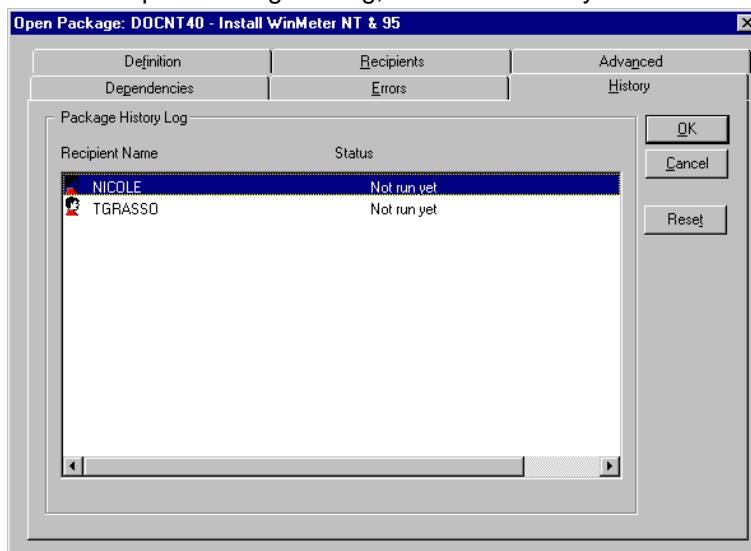 Open Package: DOCNT40 - Install WinMeter NT & 95
Definition Recipients Advanced
Dependencies Errors History
Package History Log
OK
Recipient Name Status
Cancel
NICOLE Not run yet
TGRASSO Not run yet
Reset